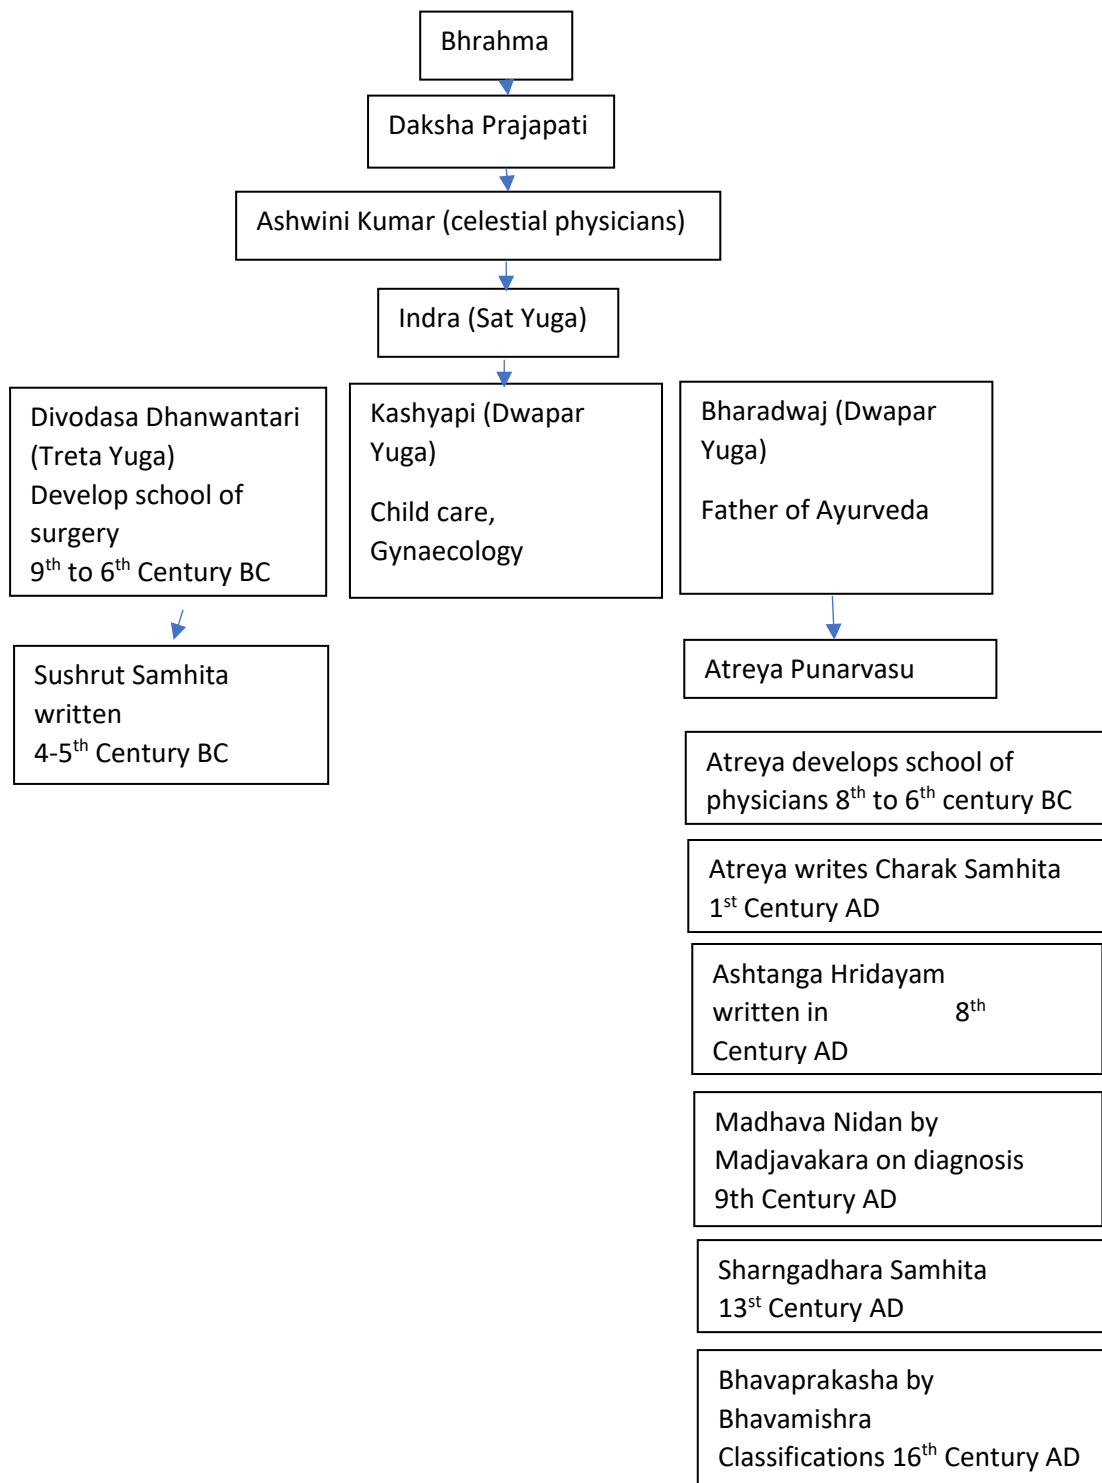 Bhrahma
Daksha Prajapati
Ashwini Kumar (celestial physicians)
Indra (Sat Yuga)
Divodasa Dhanwantari
(Treta Yuga)
Develop school of
surgery
9th to 6th Century BC
Kashyapi (Dwapar
Yuga)
Child care,
Gynaecology
Bharadwaj (Dwapar
Yuga)
Father of Ayurveda
Sushrut Samhita
written
4-5th Century BC
Atreya Punarvasu
Atreya develops school of
physicians 8th to 6th century BC
Atreya writes Charak Samhita
1st Century AD
Ashtanga Hridayam
written in 8th
Century AD
Madhava Nidan by
Madjavakara on diagnosis
9th Century AD
Sharngadhara Samhita
13st Century AD
Bhavaprakasha by
Bhavamishra
Classifications 16th Century AD